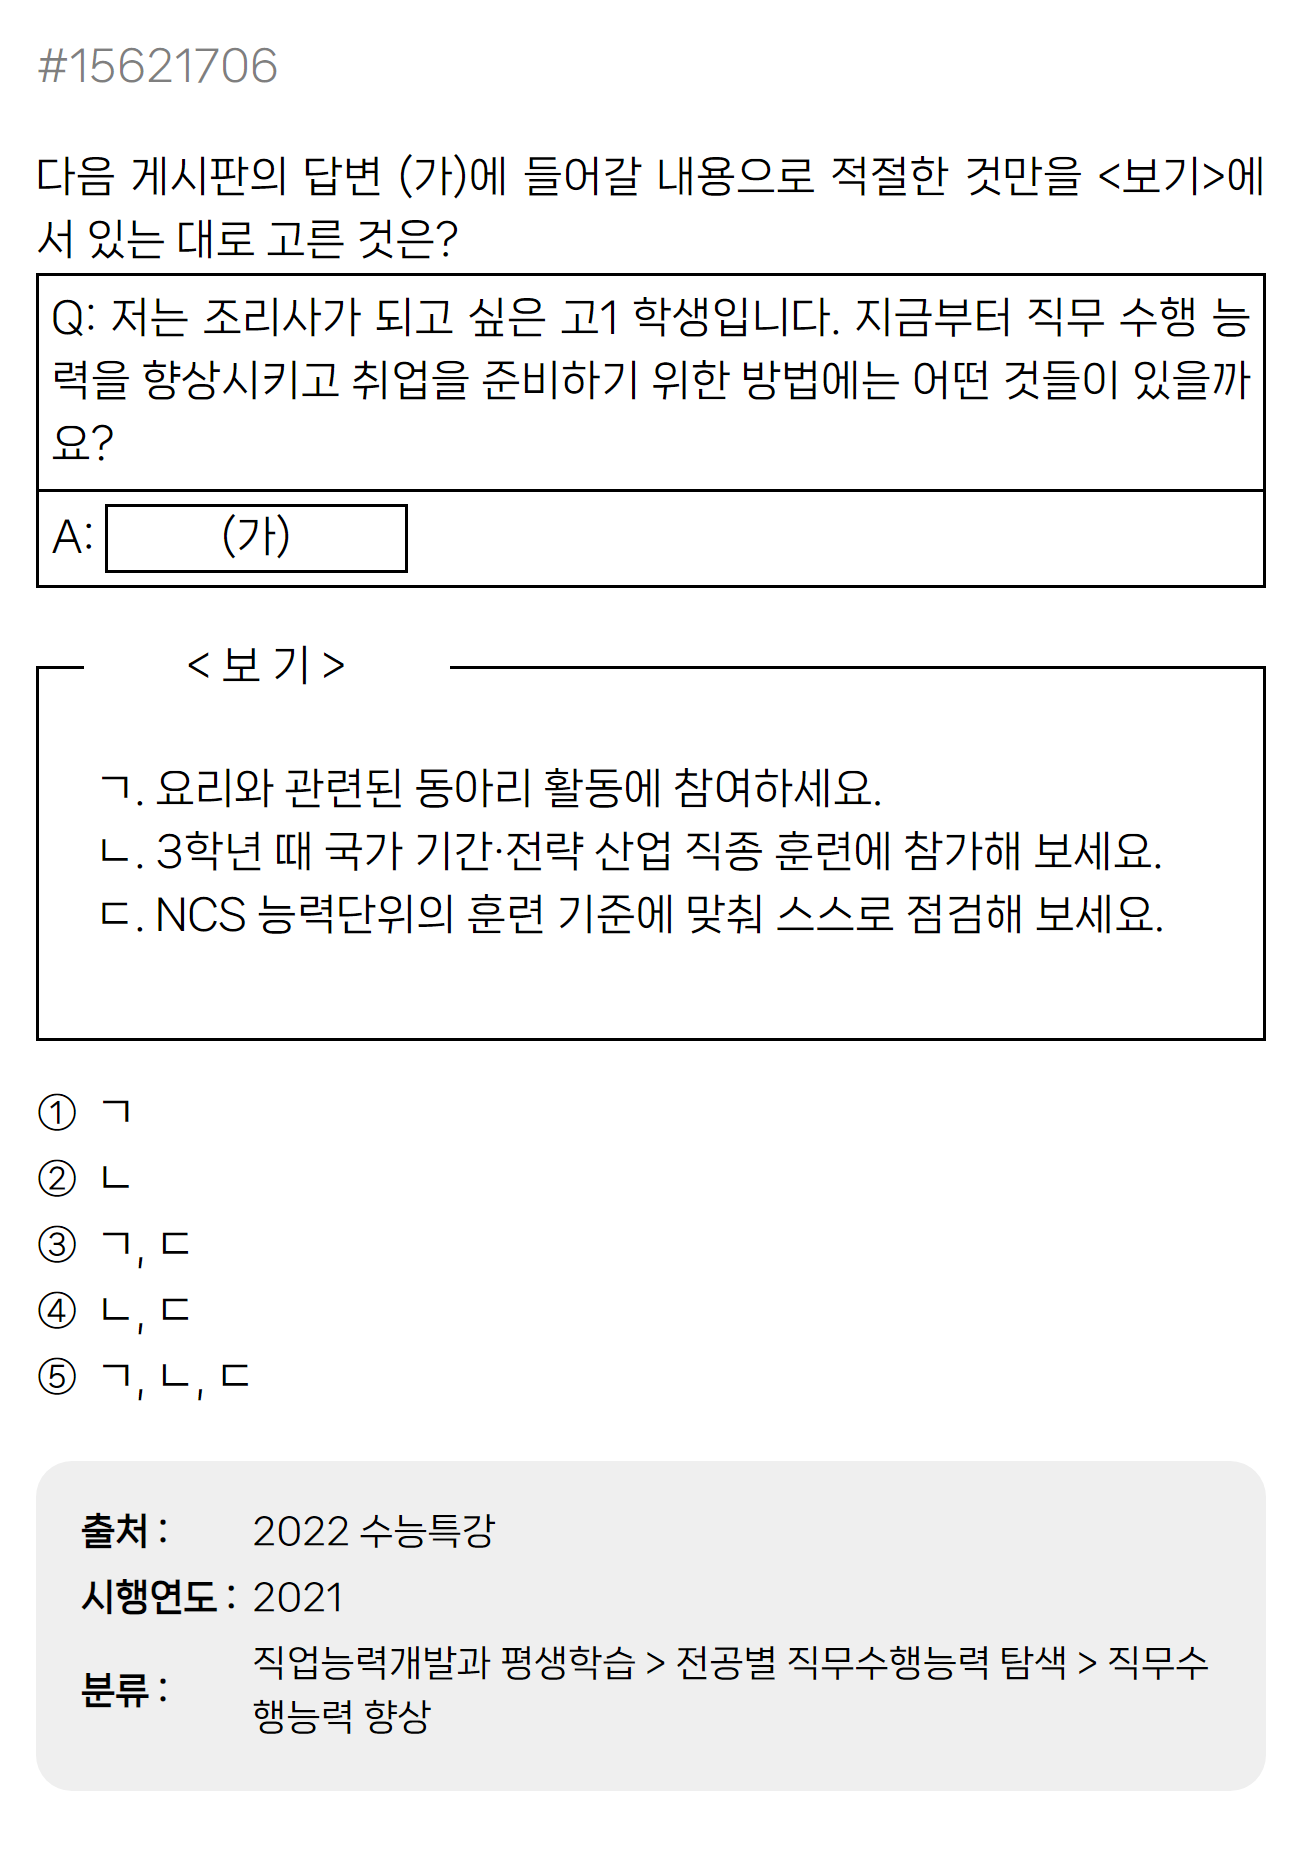 #15621706
다음 게시판의 답변 (가)에 들어갈 내용으로 적절한 것만을 <보기>에
서 있는 대로 고른 것은?
Q: 저는 조리사가 되고 싶은 고1 학생입니다. 지금부터 직무 수행 능
력을 향상시키고 취업을 준비하기 위한 방법에는 어떤 것들이 있을까
요?
A: (가)
< 보 기 >
ㄱ. 요리와 관련된 동아리 활동에 참여하세요.
ㄴ. 3학년 때 국가 기간·전략 산업 직종 훈련에 참가해 보세요.
ㄷ. NCS 능력단위의 훈련 기준에 맞춰 스스로 점검해 보세요.
① ㄱ
② ㄴ
③ ㄱ, ㄷ
④ ㄴ, ㄷ
⑤ ㄱ, ㄴ, ㄷ
출처 : 2022 수능특강
시행연도 : 2021
분류 : 직업능력개발과 평생학습 > 전공별 직무수행능력 탐색 > 직무수
행능력 향상